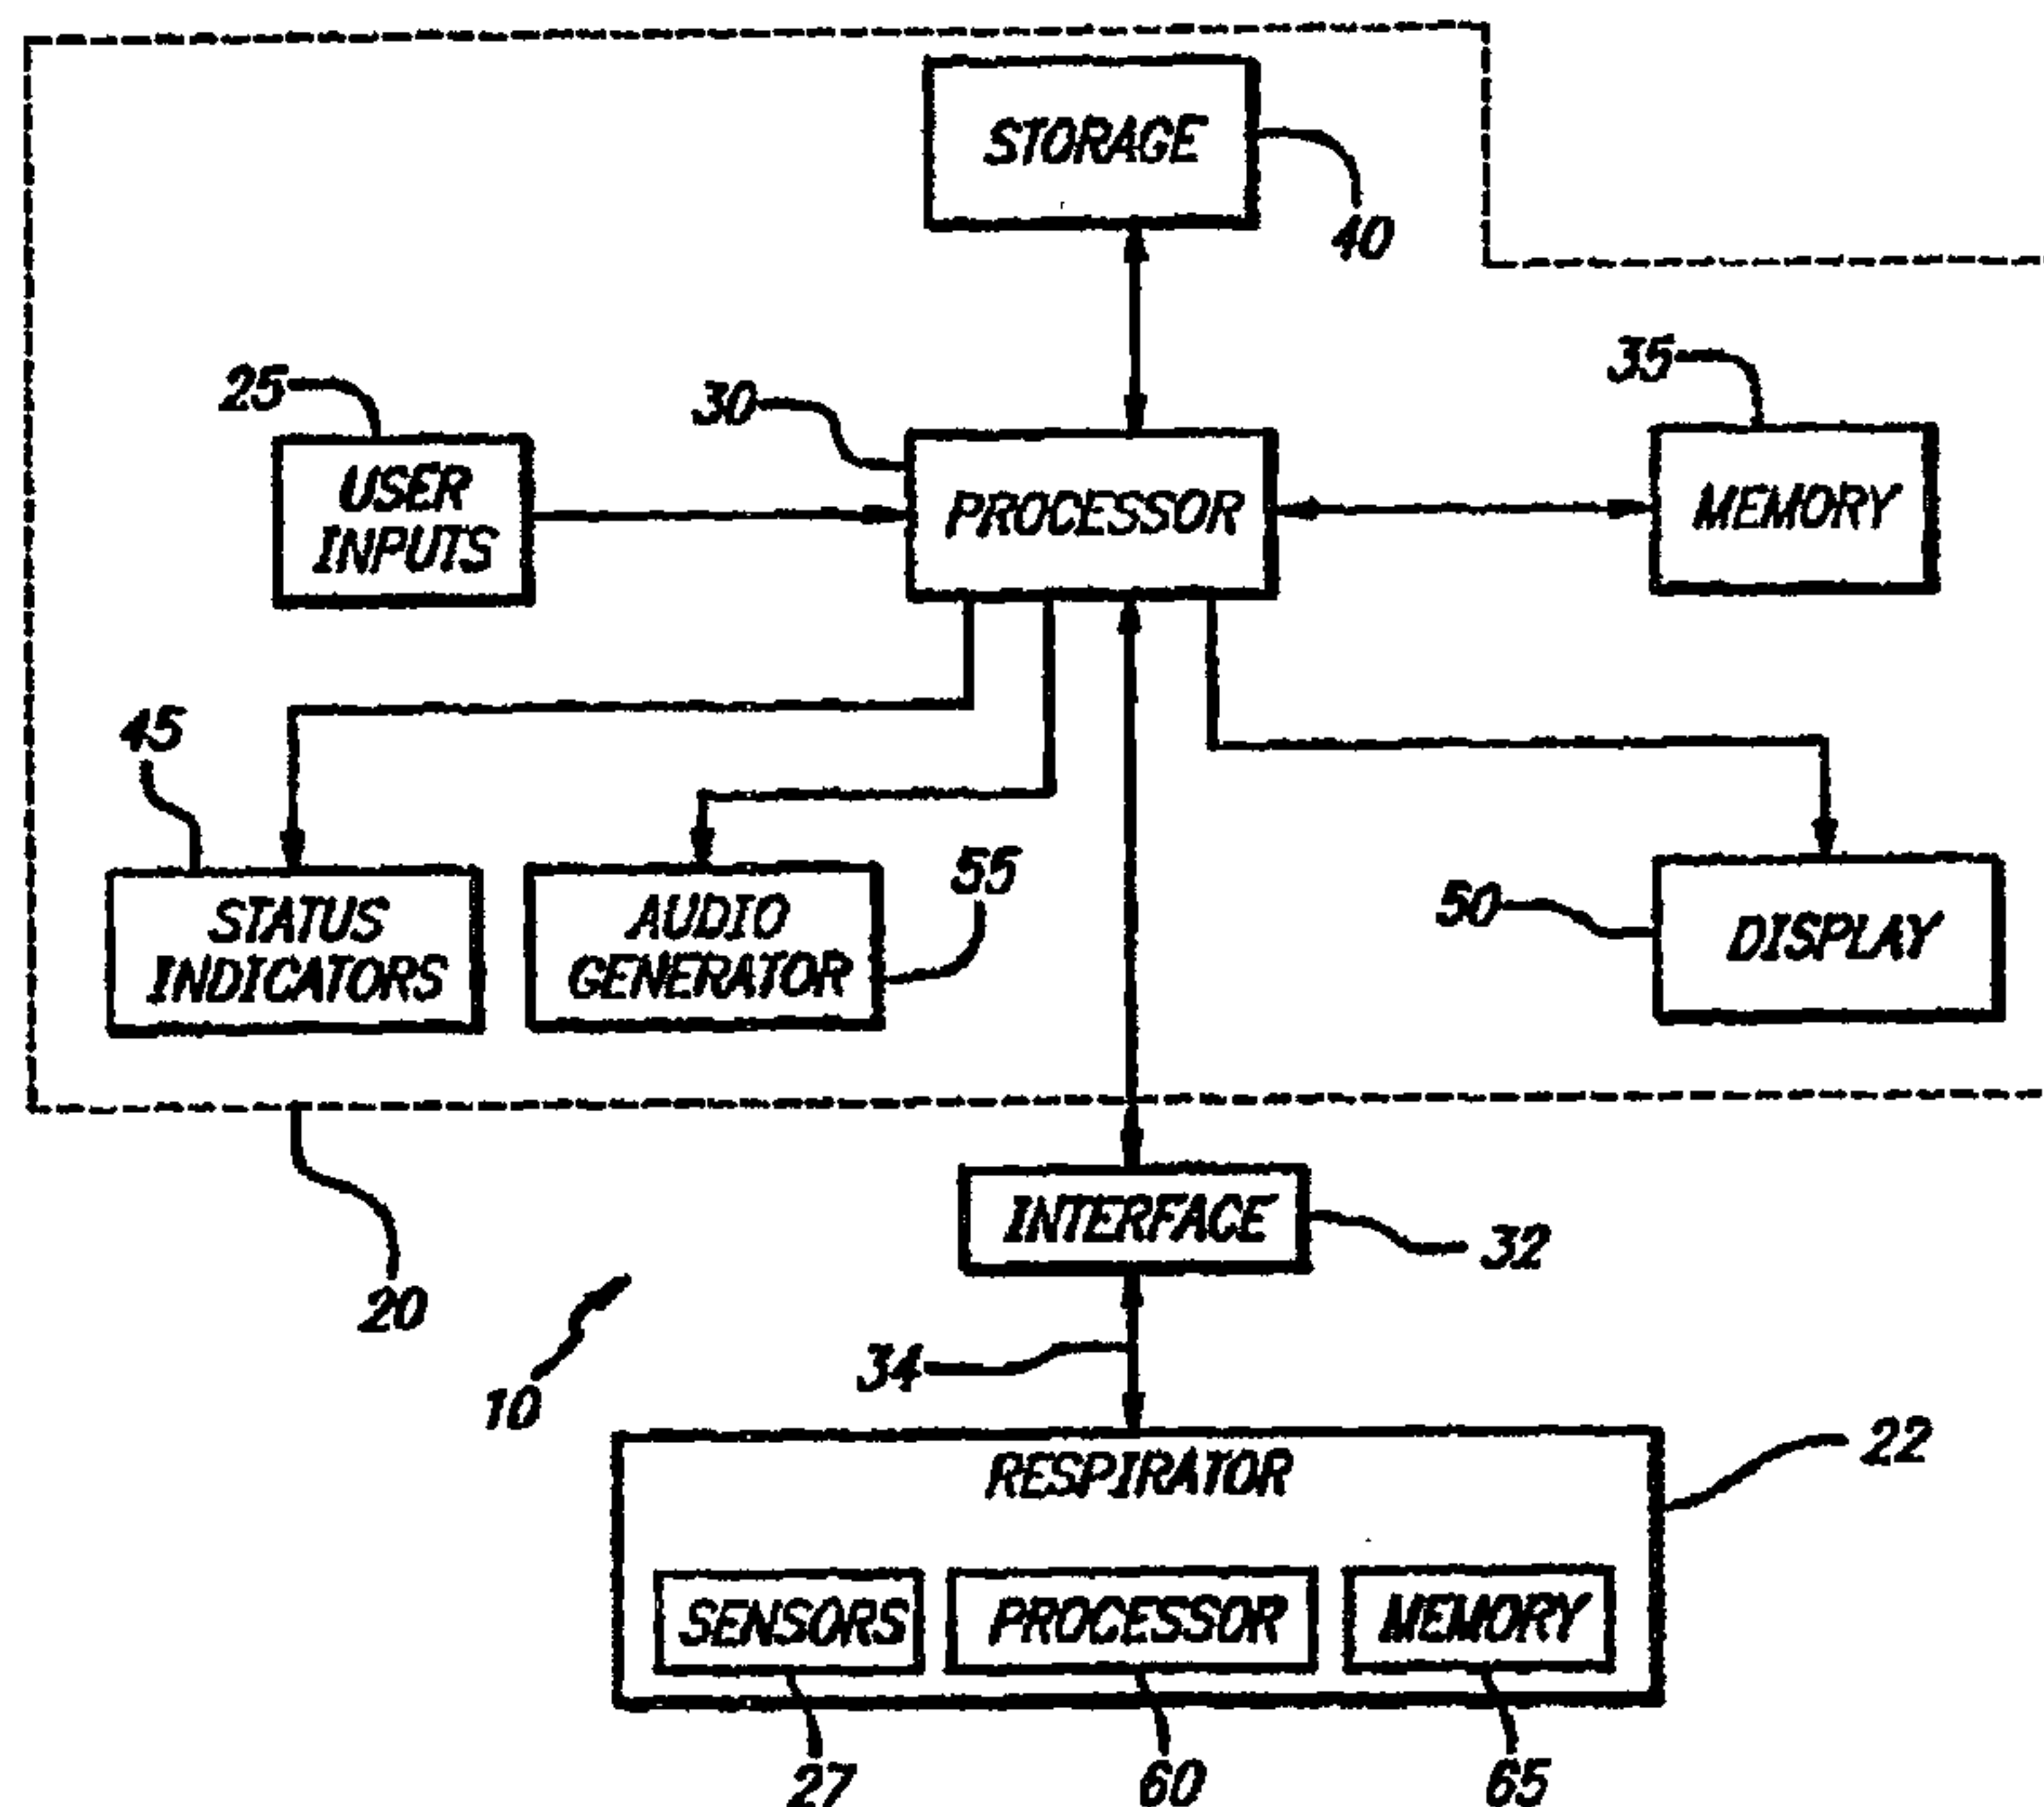 STORAGE
40
25
30
35
USER
INPUTS
PROCESSOR
MEMORY
45
55
50
STATUS
INDICATORS
AUDIO
GENERATOR
DISPLAY
20
INTERFACE
32
10
34
22
RESPIRATOR
SENSORS
PROCESSOR
MEMORY
27
60
65